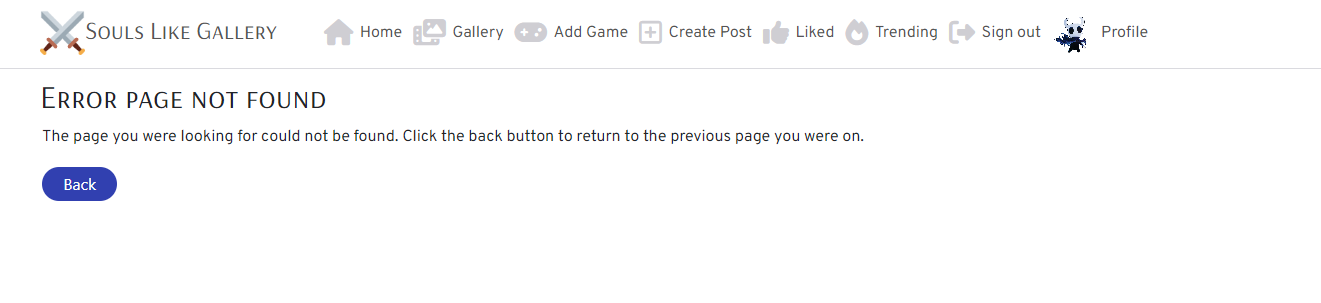 Souls Like Gallery Home Gallery Add Game Create Post Liked Trending Sign out Profile
Error page not found
The page you were looking for could not be found. Click the back button to return to the previous page you were on.
Back